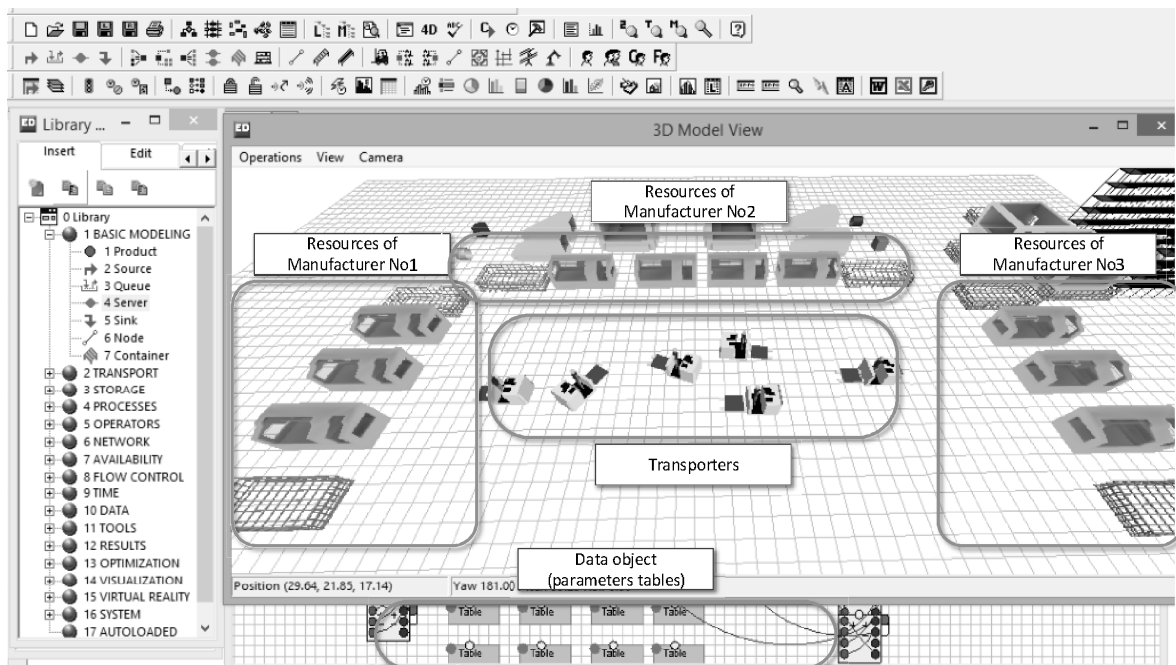 4D
ABC
2
T
M
C
F
Library ...
3D Model View
Insert
Edit
Operations View Camera
0 Library
1 BASIC MODELING
1 Product
2 Source
3 Queue
4 Server
5 Sink
6 Node
7 Container
2 TRANSPORT
3 STORAGE
4 PROCESSES
5 OPERATORS
6 NETWORK
7 AVAILABILITY
8 FLOW CONTROL
9 TIME
10 DATA
11 TOOLS
12 RESULTS
13 OPTIMIZATION
14 VISUALIZATION
15 VIRTUAL REALITY
16 SYSTEM
17 AUTOLOADED
Resources of
Manufacturer No2
Resources of
Manufacturer No1
Resources of
Manufacturer No3
Transporters
Data object
(parameters tables)
Position (29.64, 21.85, 17.14)
Yaw 181.00
Table Table Table Table
Table Table Table Table